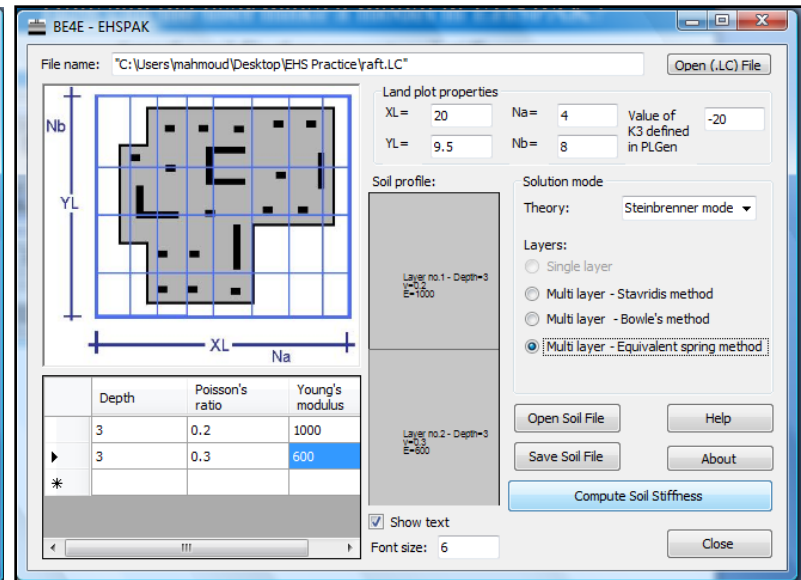 BE4E - EHSPAK
File name: "C:\Users\mahmoud\Desktop\EHS Practice\raft.LC" Open (.LC) File
Nb
YL
XL
Na
Land plot properties
XL= 20 Na= 4 Value of K3 defined in PLGen -20
YL= 9.5 Nb= 8
Soil profile:
Layer no.1 - Depth=3
v=0.2
E=1000
Layer no.2 - Depth=3
v=0.3
E=600
Solution mode
Theory: Steinbrenner mode
Layers:
Single layer
Multi layer - Stavridis method
Multi layer - Bowle's method
Multi layer - Equivalent spring method
Depth Poisson's ratio Young's modulus
3 0.2 1000
3 0.3 600
Show text
Font size: 6
Open Soil File Help
Save Soil File About
Compute Soil Stiffness
Close